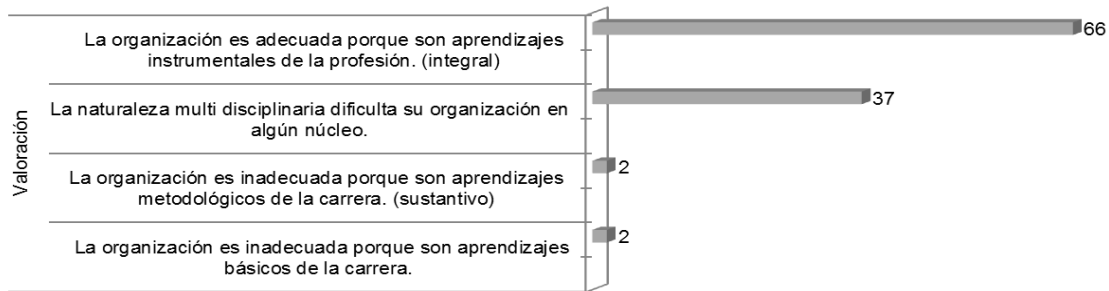 Valoración
La organización es adecuada porque son aprendizajes
instrumentales de la profesión. (integral)
66
La naturaleza multi disciplinaria dificulta su organización en
algún núcleo.
37
La organización es inadecuada porque son aprendizajes
metodológicos de la carrera. (sustantivo)
2
La organización es inadecuada porque son aprendizajes
básicos de la carrera.
2